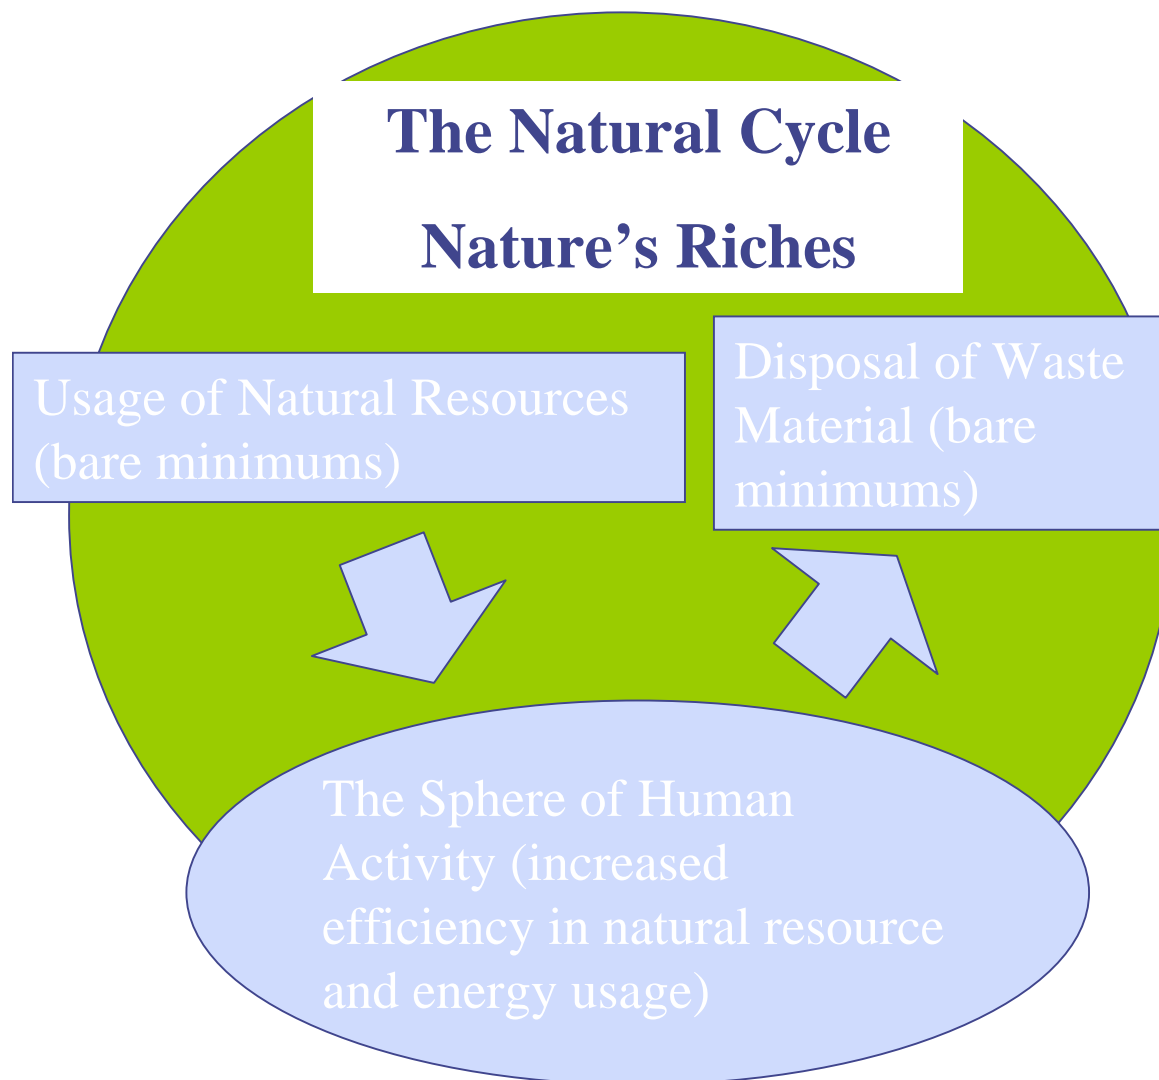 The Natural Cycle
Nature’s Riches
Usage of Natural Resources
(bare minimums)
Disposal of Waste
Material (bare
minimums)
The Sphere of Human
Activity (increased
efficiency in natural resource
and energy usage)